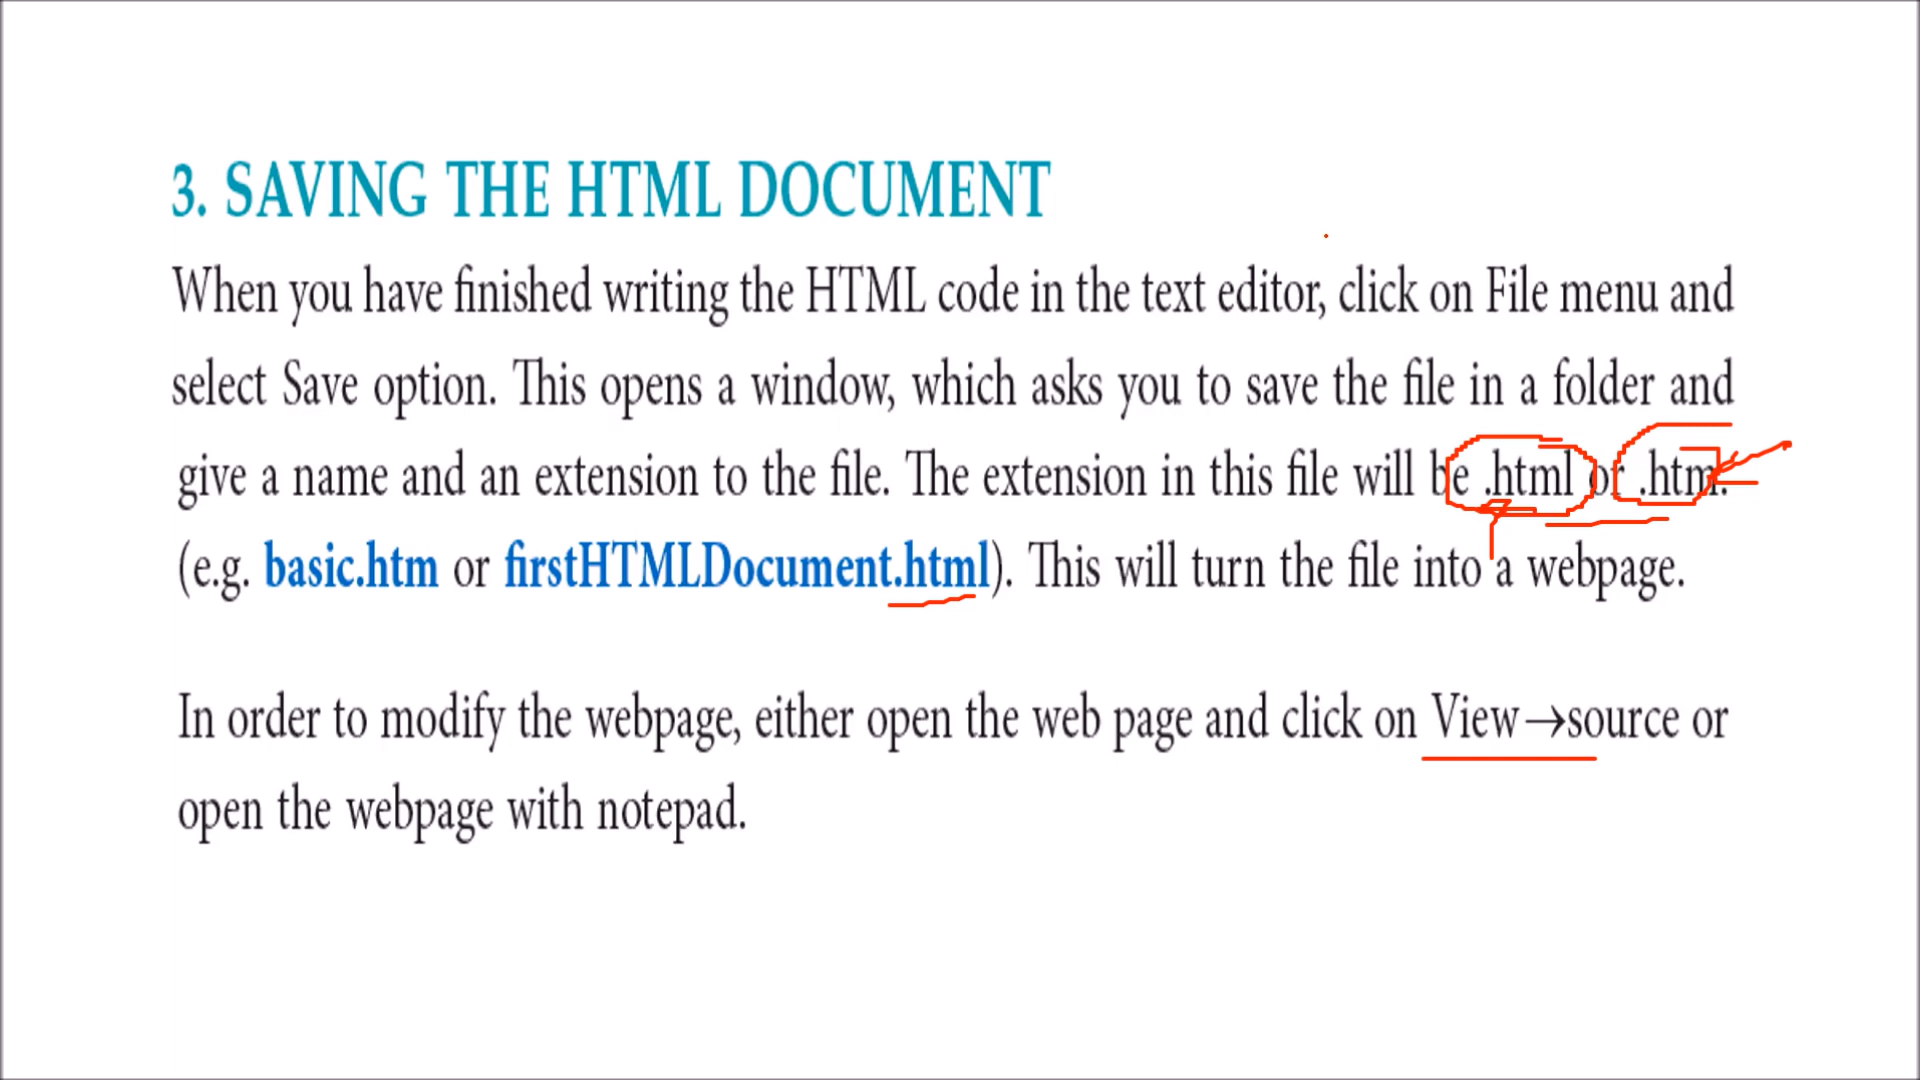 3. SAVING THE HTML DOCUMENT
When you have finished writing the HTML code in the text editor, click on File menu and
select Save option. This opens a window, which asks you to save the file in a folder and
give a name and an extension to the file. The extension in this file will be .html or .htm.
(e.g. basic.htm or firstHTMLDocument.html). This will turn the file into a webpage.
In order to modify the webpage, either open the web page and click on View→source or
open the webpage with notepad.